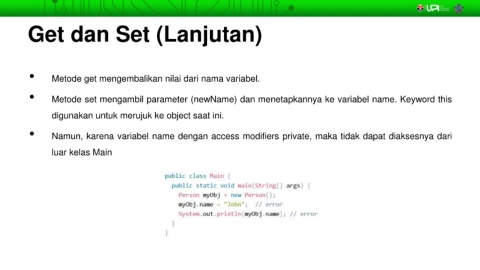 UPI
Get dan Set (Lanjutan)
• Metode get mengembalikan nilai dari nama variabel.
• Metode set mengambil parameter (newName) dan menetapkannya ke variabel name. Keyword this
digunakan untuk merujuk ke object saat ini.
• Namun, karena variabel name dengan access modifiers private, maka tidak dapat diaksesnya dari
luar kelas Main
public class Main {
public static void main(String[] args) {
Person myObj = new Person();
myObj.name = "John"; // error
System.out.println(myObj.name); // error
}
}